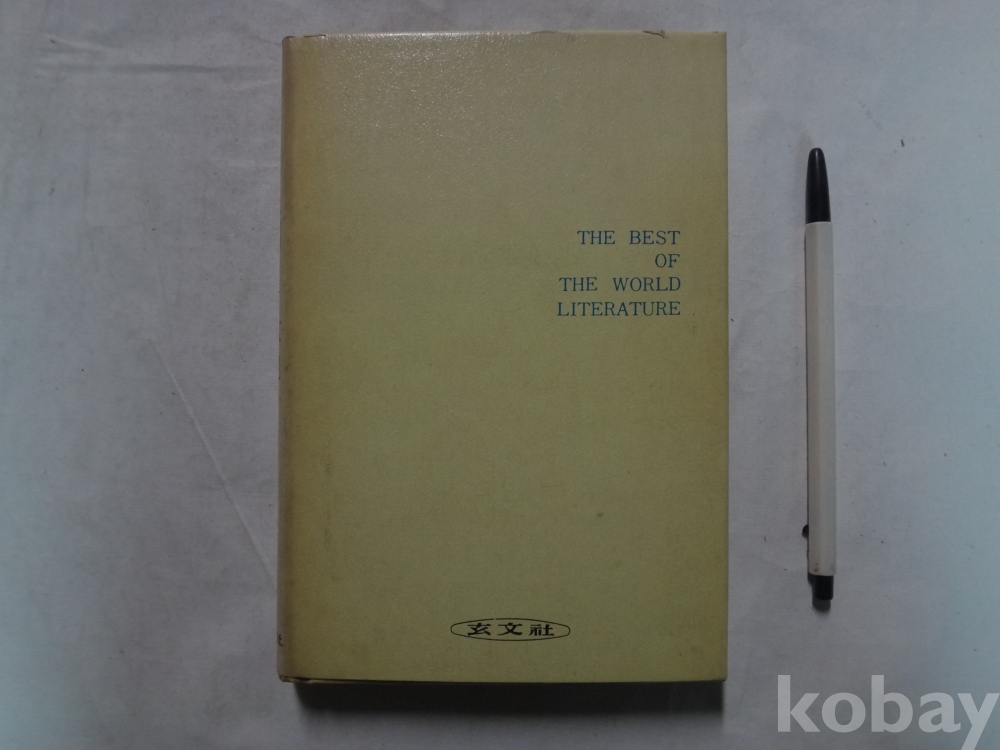 THE BEST
OF
THE WORLD
LITERATURE
玄文社
kobay